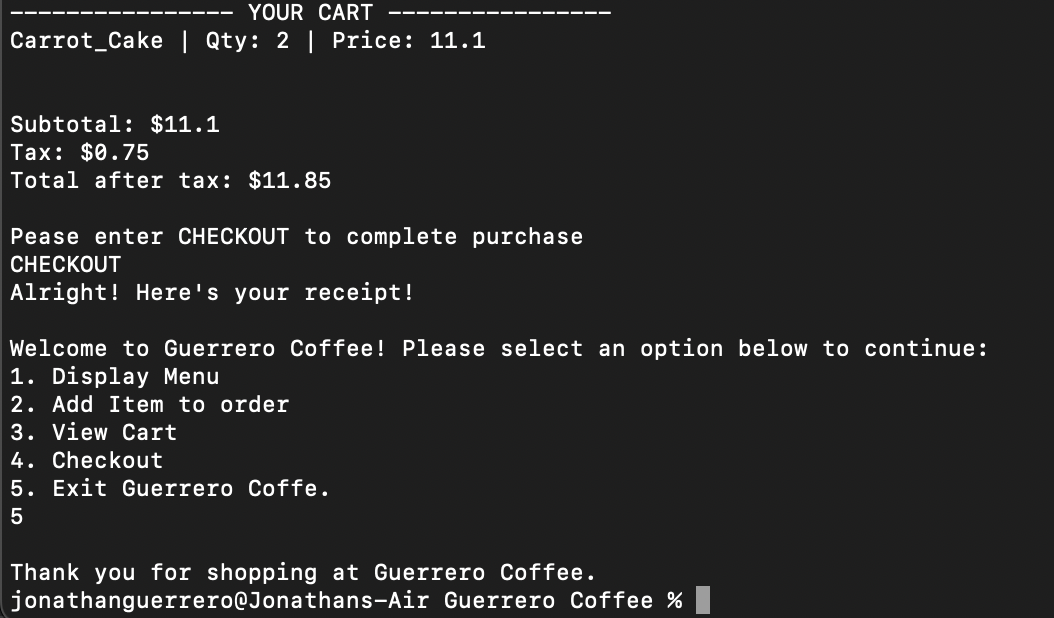 ---------------- YOUR CART ----------------
Carrot_Cake | Qty: 2 | Price: 11.1
Subtotal: $11.1
Tax: $0.75
Total after tax: $11.85
Pease enter CHECKOUT to complete purchase
CHECKOUT
Alright! Here's your receipt!
Welcome to Guerrero Coffee! Please select an option below to continue:
1. Display Menu
2. Add Item to order
3. View Cart
4. Checkout
5. Exit Guerrero Coffe.
5
Thank you for shopping at Guerrero Coffee.
jonathanguerrero@Jonathans-Air Guerrero Coffee %